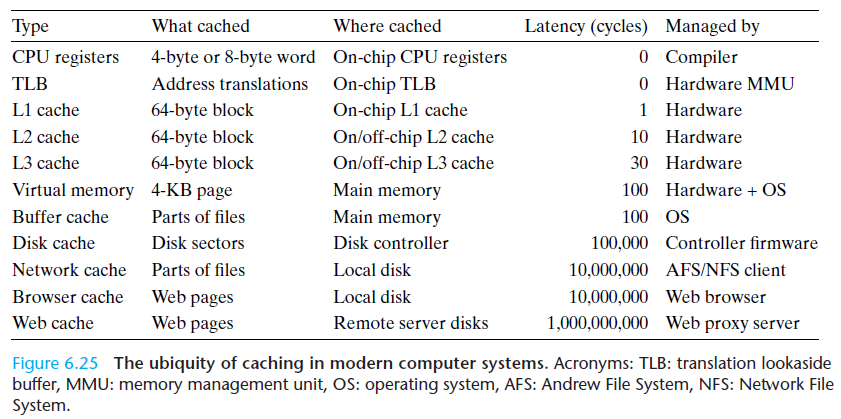 Type What cached Where cached Latency (cycles) Managed by
CPU registers 4-byte or 8-byte word On-chip CPU registers 0 Compiler
TLB Address translations On-chip TLB 0 Hardware MMU
L1 cache 64-byte block On-chip L1 cache 1 Hardware
L2 cache 64-byte block On/off-chip L2 cache 10 Hardware
L3 cache 64-byte block On/off-chip L3 cache 30 Hardware
Virtual memory 4-KB page Main memory 100 Hardware + OS
Buffer cache Parts of files Main memory 100 OS
Disk cache Disk sectors Disk controller 100,000 Controller firmware
Network cache Parts of files Local disk 10,000,000 AFS/NFS client
Browser cache Web pages Local disk 10,000,000 Web browser
Web cache Web pages Remote server disks 1,000,000,000 Web proxy server
Figure 6.25 The ubiquity of caching in modern computer systems. Acronyms: TLB: translation lookaside
buffer, MMU: memory management unit, OS: operating system, AFS: Andrew File System, NFS: Network File
System.